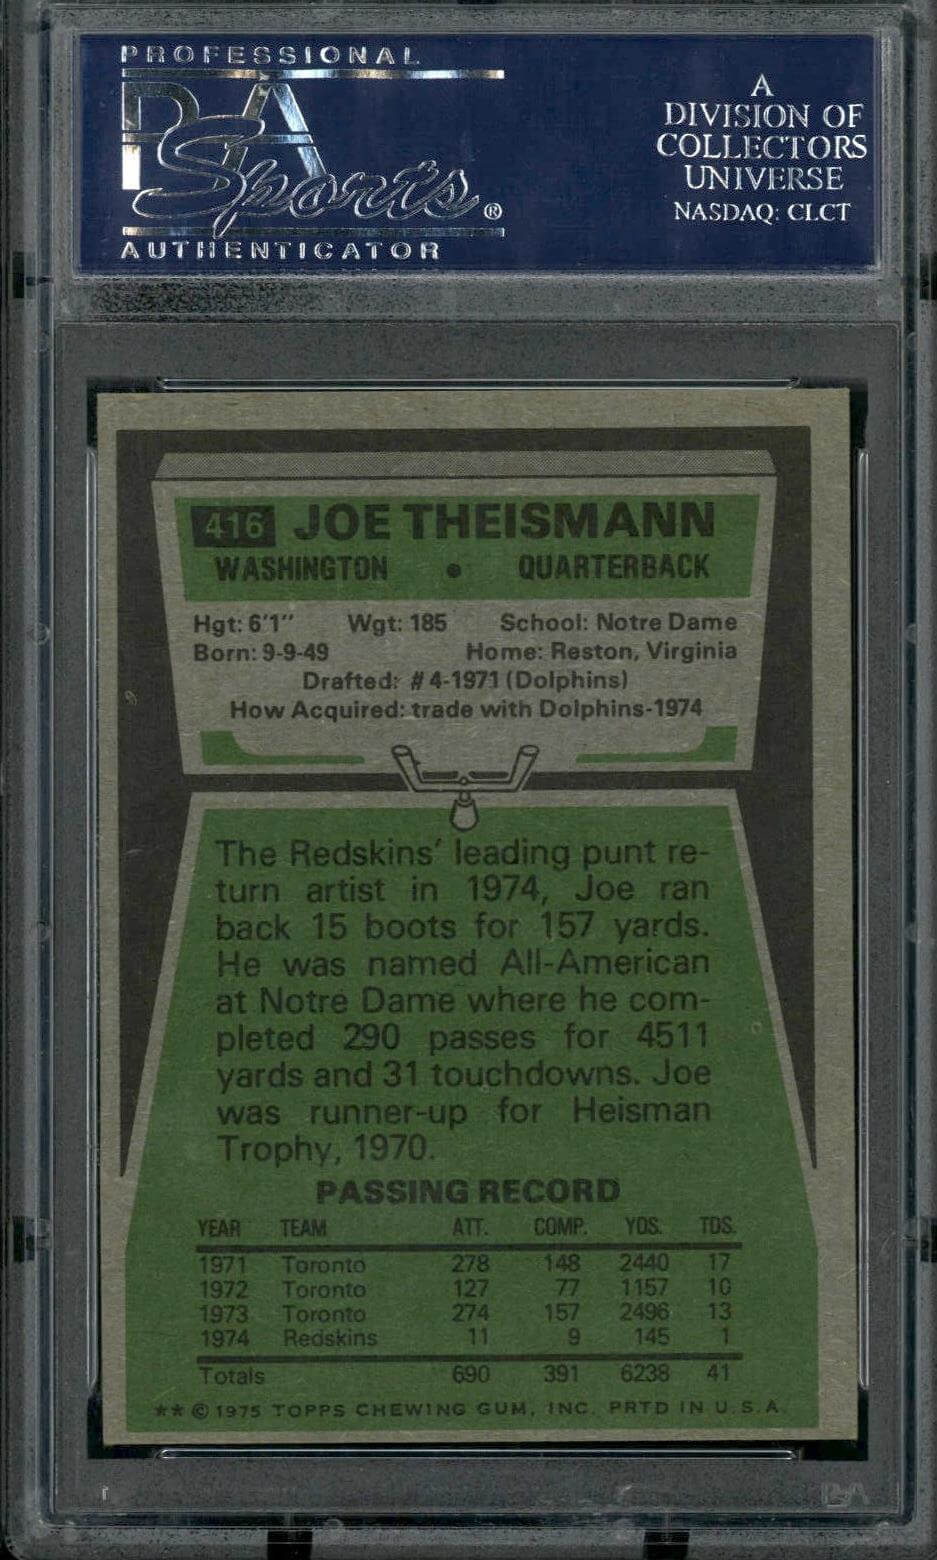 PROFESSIONAL
PSA
Sports®
AUTHENTICATOR
A
DIVISION OF
COLLECTORS
UNIVERSE
NASDAQ: CLCT
416 JOE THEISMANN
WASHINGTON • QUARTERBACK
Hgt: 6'1" Wgt: 185 School: Notre Dame
Born: 9-9-49 Home: Reston, Virginia
Drafted: #4-1971 (Dolphins)
How Acquired: trade with Dolphins-1974
The Redskins' leading punt re-
turn artist in 1974, Joe ran
back 15 boots for 157 yards.
He was named All-American
at Notre Dame where he com-
pleted 290 passes for 4511
yards and 31 touchdowns. Joe
was runner-up for Heisman
Trophy, 1970.
PASSING RECORD
YEAR TEAM ATT. COMP. YDS. TDS.
1971 Toronto 278 148 2440 17
1972 Toronto 127 77 1157 10
1973 Toronto 274 157 2496 13
1974 Redskins 11 9 145 1
Totals 690 391 6238 41
** © 1975 TOPPS CHEWING GUM, INC. PRTD IN U.S.A.
PSA